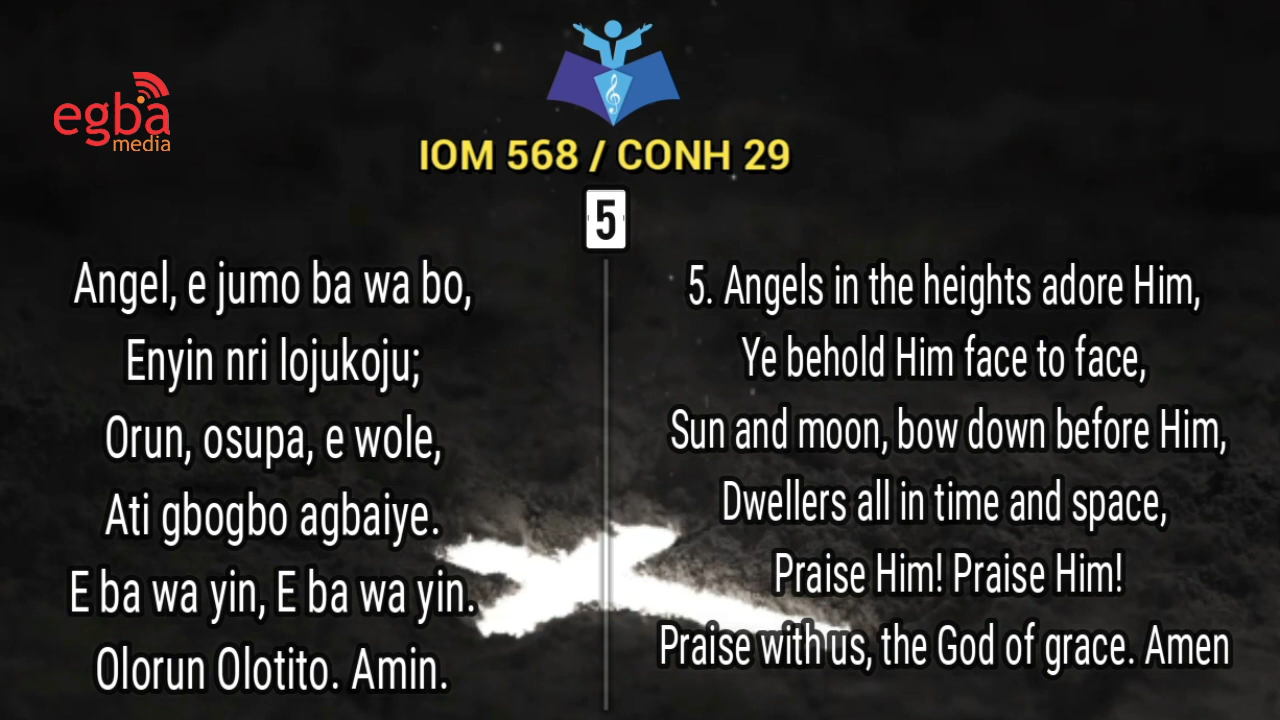 egba
media
IOM 568 / CONH 29
5
Angel, e jumo ba wa bo,
Enyin nri lojukoju;
Orun, osupa, e wole,
Ati gbogbo agbaiye.
E ba wa yin, E ba wa yin.
Olorun Olotito. Amin.
5. Angels in the heights adore Him,
Ye behold Him face to face,
Sun and moon, bow down before Him,
Dwellers all in time and space,
Praise Him! Praise Him!
Praise with us, the God of grace. Amen